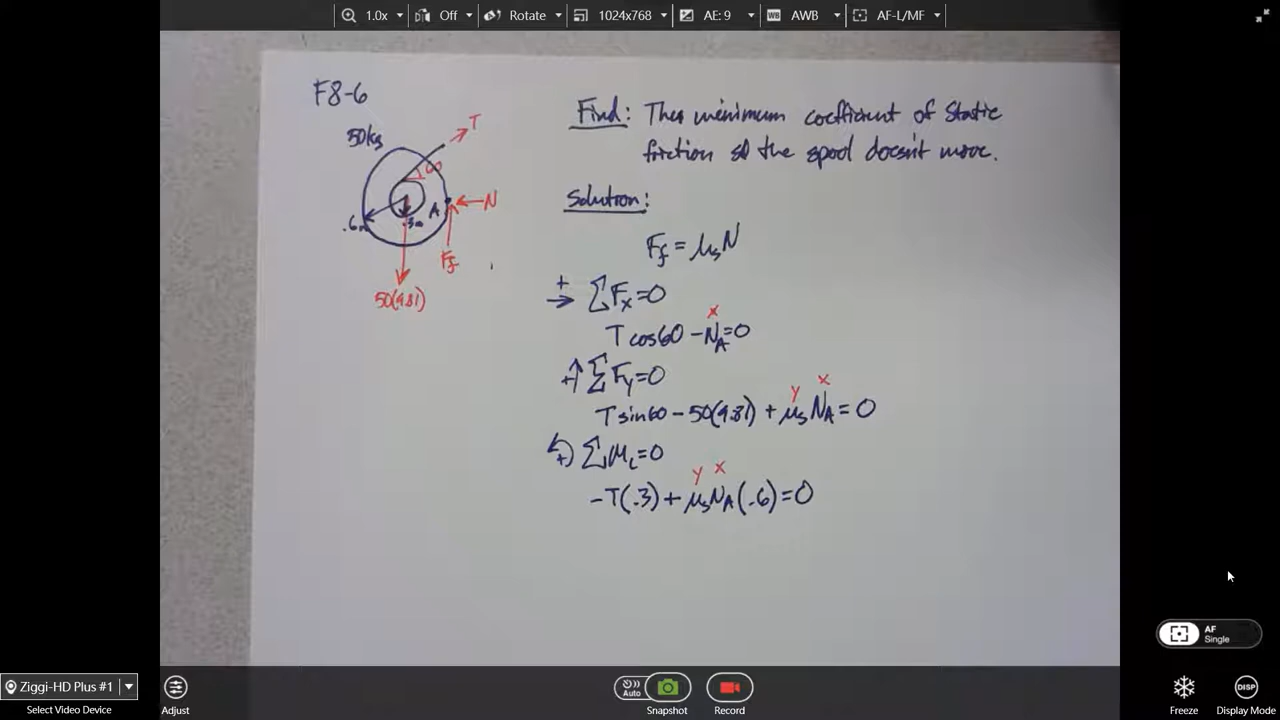 1.0x
Off
Rotate
1024x768
AE: 9
WB AWB
AF-L/MF
F8-6
50kg
T
60
N
A
.3m
.6m
Ff
50(9.81)
Find: The minimum coefficient of static
friction so the spool doesn't move.
Solution:
Ff = μsN
+→ ΣFx=0
x
T cos60 - NA=0
+↑ ΣFy=0
y x
T sin60 - 50(9.81) + μs NA = 0
↺+ ΣML=0
y x
-T(.3) + μsNA(.6) = 0
AF
Single
Ziggi-HD Plus #1
Select Video Device
Adjust
Auto
Snapshot
Record
Freeze
DISP
Display Mode